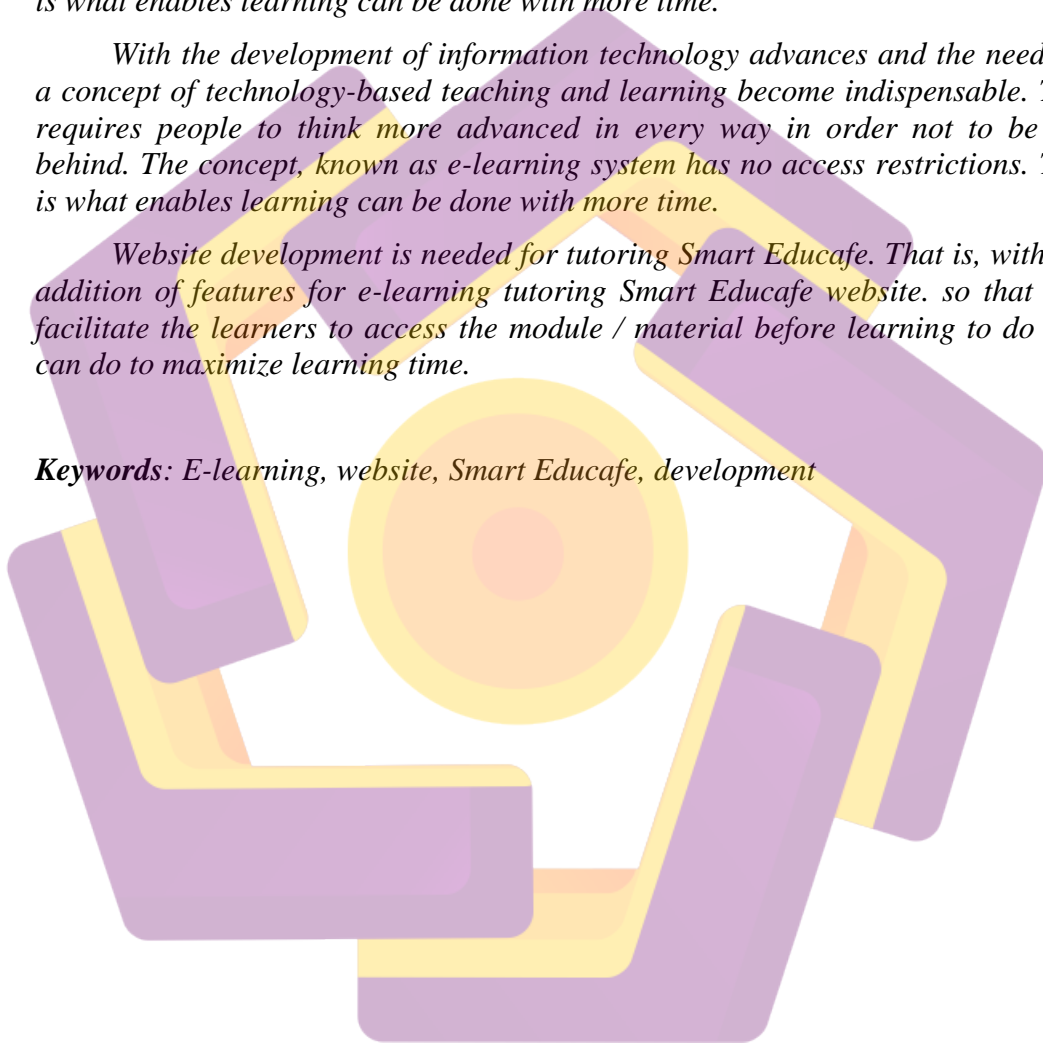 is what enables learning can be done with more time.
With the development of information technology advances and the need
a concept of technology-based teaching and learning become indispensable.
requires people to think more advanced in every way in order not to be
behind. The concept, known as e-learning system has no access restrictions.
is what enables learning can be done with more time.
Website development is needed for tutoring Smart Educafe. That is, with
addition of features for e-learning tutoring Smart Educafe website. so that
facilitate the learners to access the module / material before learning to do
can do to maximize learning time.
Keywords: E-learning, website, Smart Educafe, development